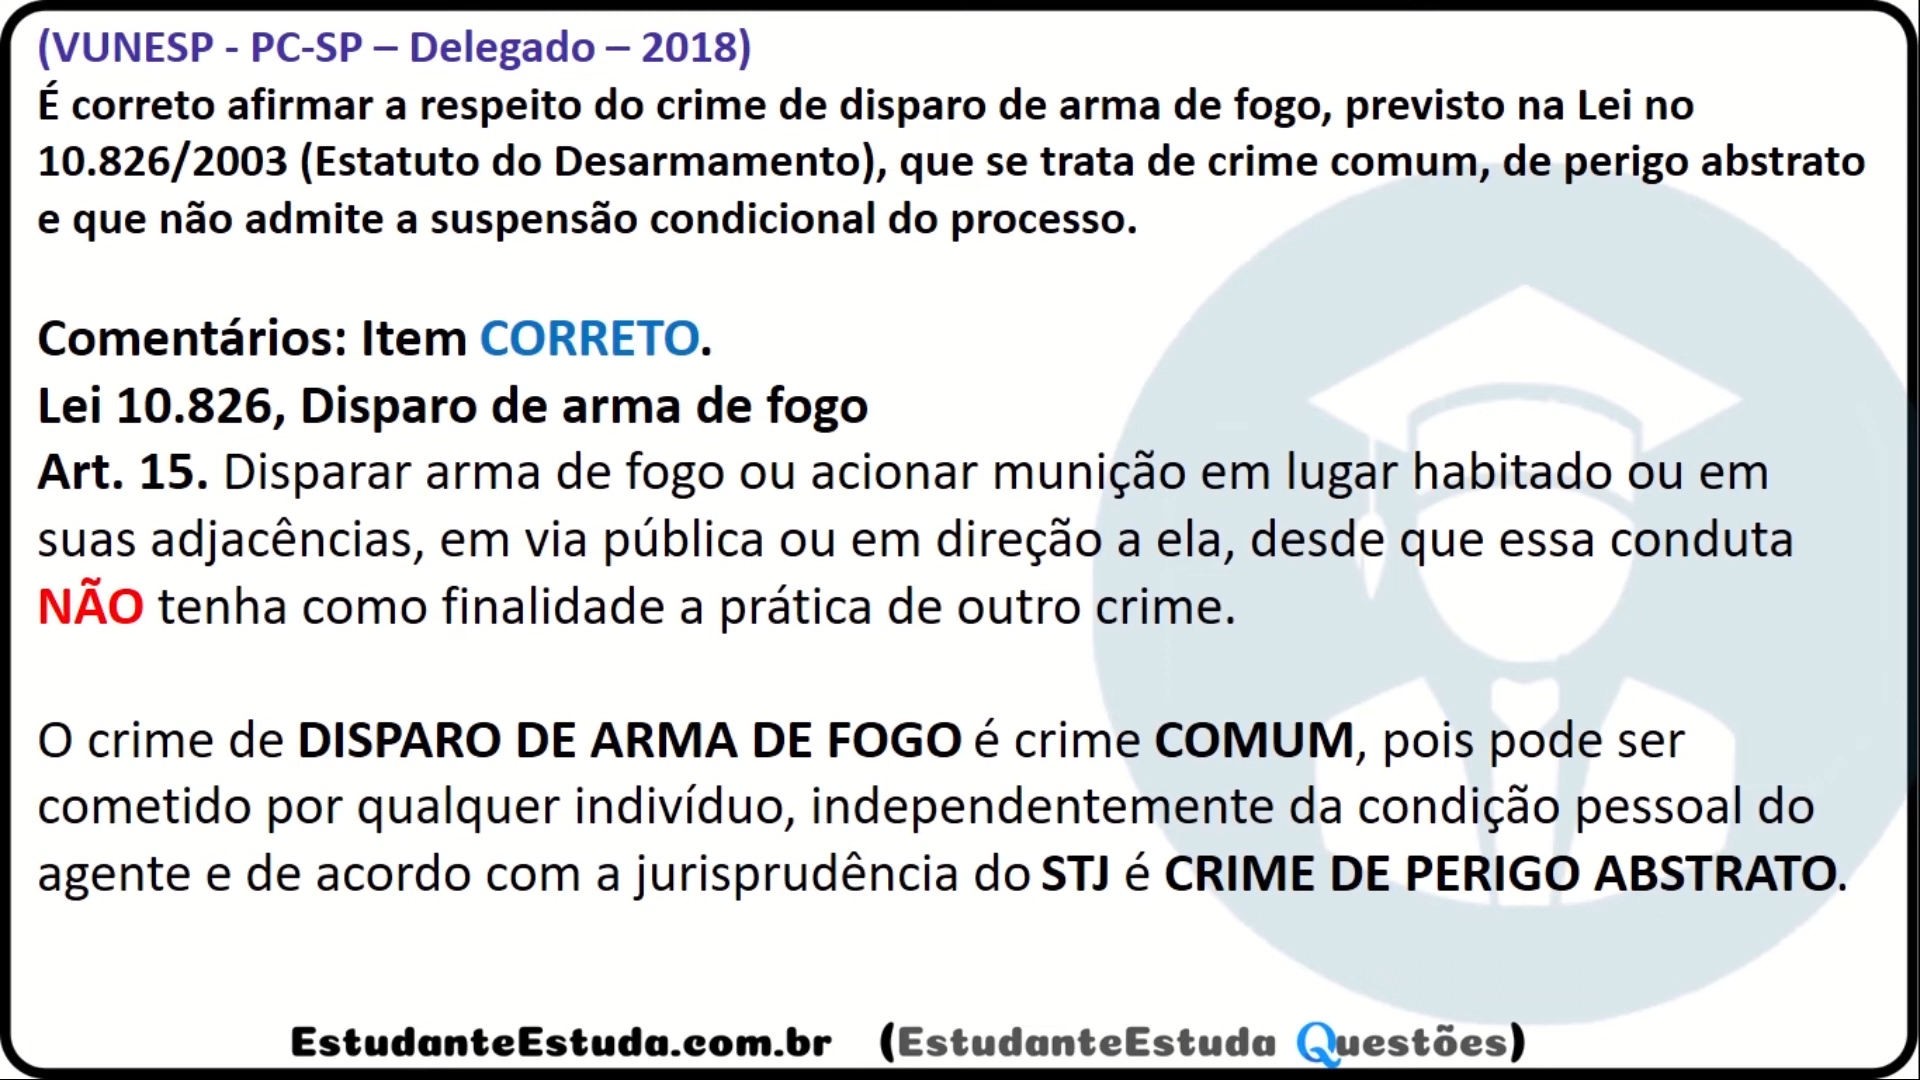 (VUNESP - PC-SP – Delegado – 2018)
É correto afirmar a respeito do crime de disparo de arma de fogo, previsto na Lei no
10.826/2003 (Estatuto do Desarmamento), que se trata de crime comum, de perigo abstrato
e que não admite a suspensão condicional do processo.
Comentários: Item CORRETO.
Lei 10.826, Disparo de arma de fogo
Art. 15. Disparar arma de fogo ou acionar munição em lugar habitado ou em
suas adjacências, em via pública ou em direção a ela, desde que essa conduta
NÃO tenha como finalidade a prática de outro crime.
O crime de DISPARO DE ARMA DE FOGO é crime COMUM, pois pode ser
cometido por qualquer indivíduo, independentemente da condição pessoal do
agente e de acordo com a jurisprudência do STJ é CRIME DE PERIGO ABSTRATO.
EstudanteEstuda.com.br (EstudanteEstuda Questões)